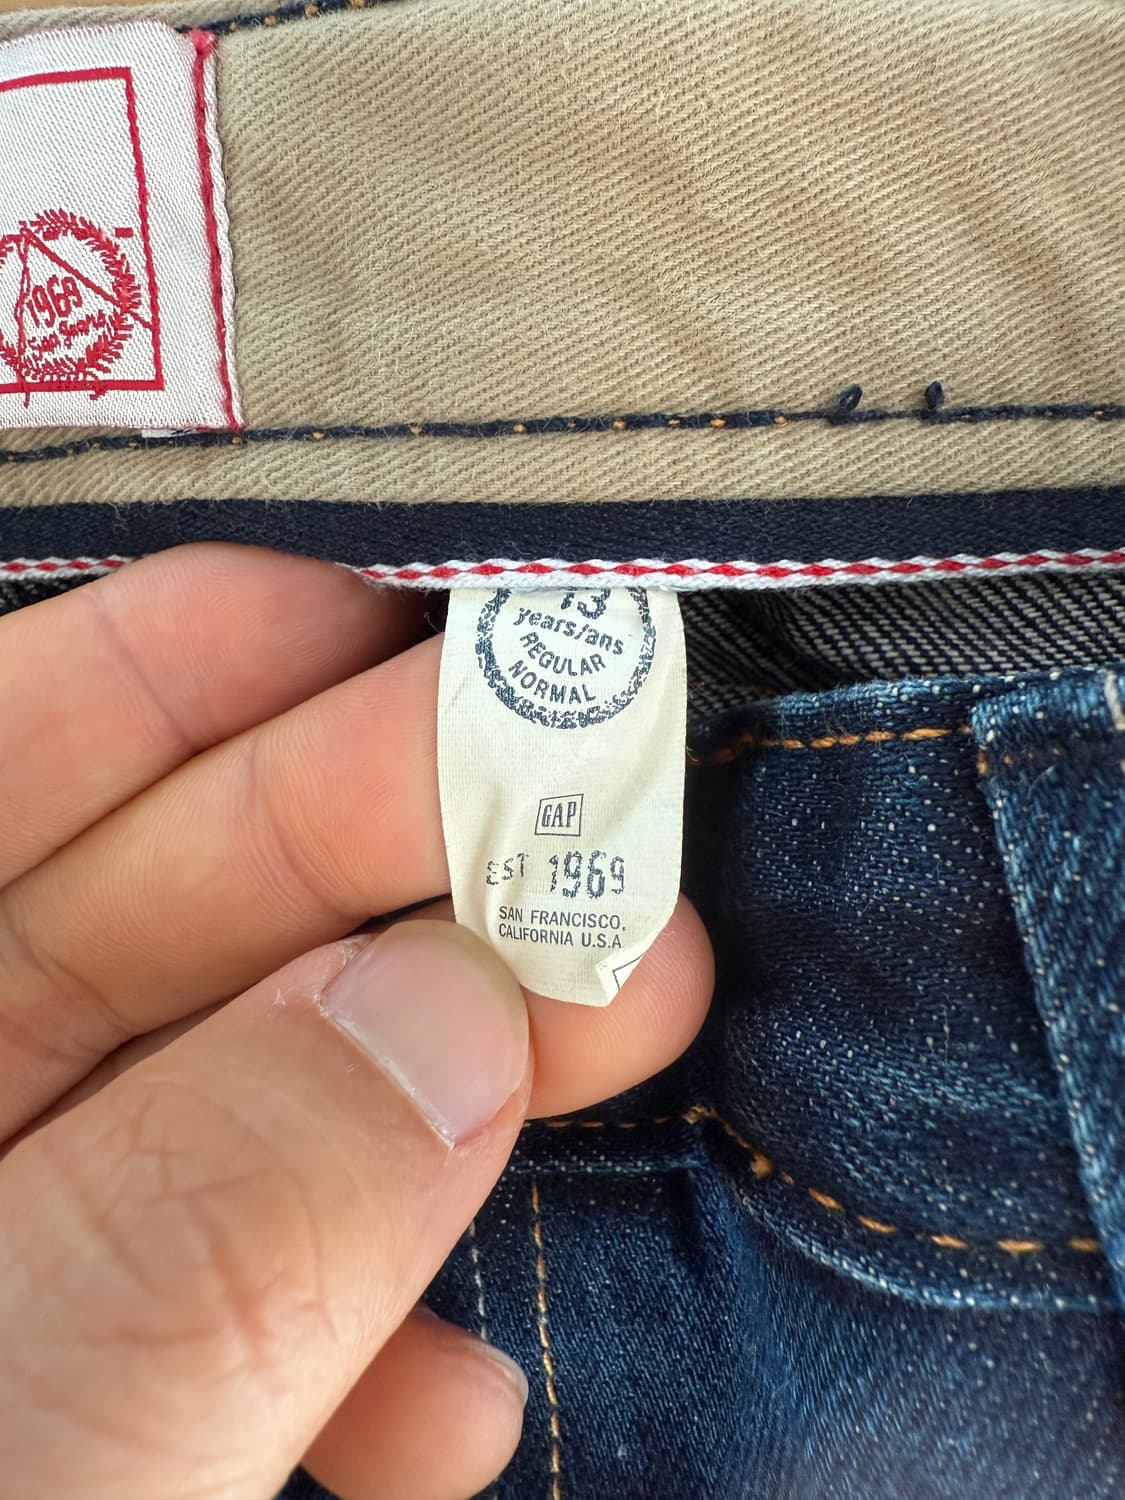 1969
13
years/ans
REGULAR
NORMAL
GAP
EST 1969
SAN FRANCISCO,
CALIFORNIA U.S.A